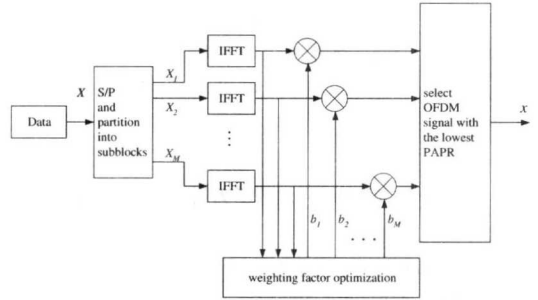 Data
X
S/P
and
partition
into
subblocks
X1
X2
XM
IFFT
IFFT
IFFT
b1
b2
bM
select
OFDM
signal with
the lowest
PAPR
x
weighting factor optimization